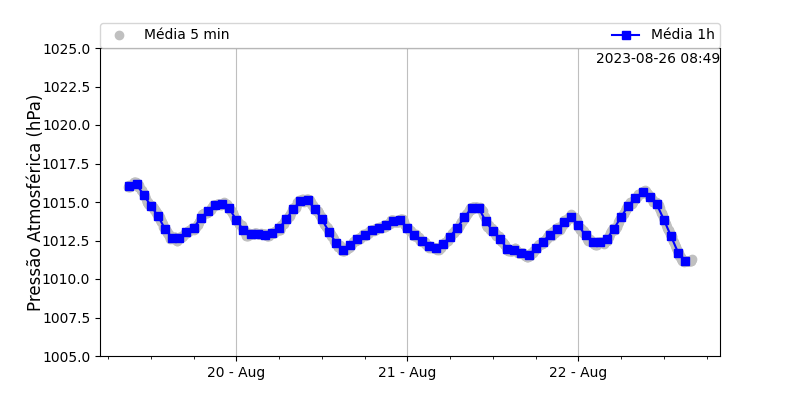 Média 5 min
Média 1h
2023-08-26 08:49
Pressão Atmosférica (hPa)
1025.0
1022.5
1020.0
1017.5
1015.0
1012.5
1010.0
1007.5
1005.0
20 - Aug
21 - Aug
22 - Aug